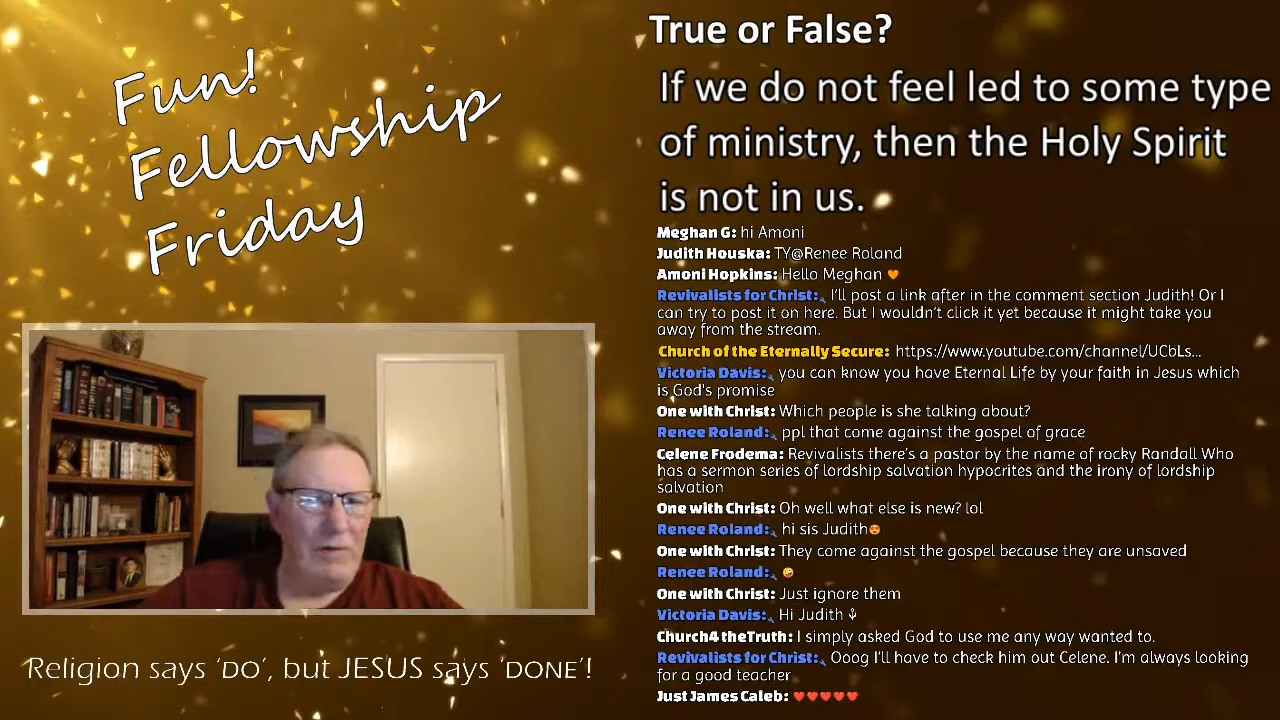 Fun!
Fellowship
Friday
Religion says 'DO', but JESUS says 'DONE'!
True or False?
If we do not feel led to some type
of ministry, then the Holy Spirit
is not in us.
Meghan G: hi Amoni
Judith Houska: TY@Renee Roland
Amoni Hopkins: Hello Meghan 🧡
Revivalists for Christ: I'll post a link after in the comment section Judith! Or I
can try to post it on here. But I wouldn't click it yet because it might take you
away from the stream.
Church of the Eternally Secure: https://www.youtube.com/channel/UCbLs...
Victoria Davis: you can know you have Eternal Life by your faith in Jesus which
is God's promise
One with Christ: Which people is she talking about?
Renee Roland: ppl that come against the gospel of grace
Celene Frodema: Revivalists there's a pastor by the name of rocky Randall Who
has a sermon series of lordship salvation hypocrites and the irony of lordship
salvation
One with Christ: Oh well what else is new? lol
Renee Roland: hi sis Judith😍
One with Christ: They come against the gospel because they are unsaved
Renee Roland: 🤪
One with Christ: Just ignore them
Victoria Davis: Hi Judith ⚘
Church4 theTruth: I simply asked God to use me any way wanted to.
Revivalists for Christ: Ooog I'll have to check him out Celene. I'm always looking
for a good teacher
Just James Caleb: ❤️❤️❤️❤️❤️